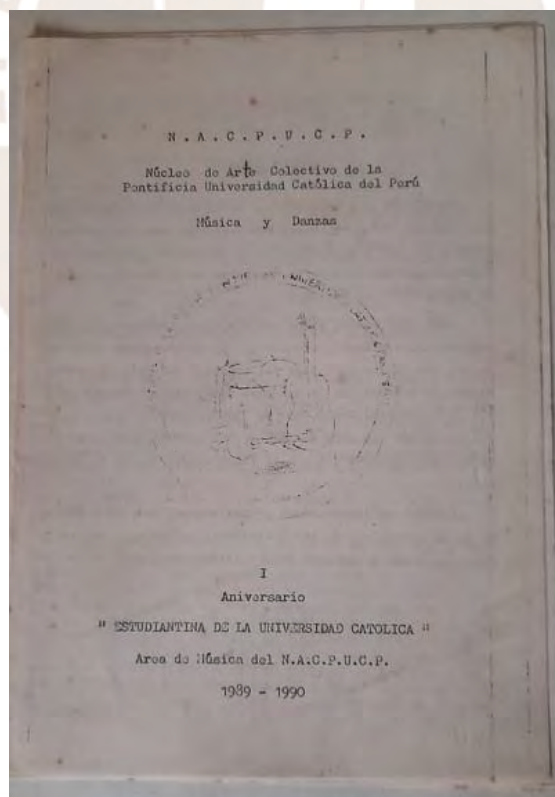 N . A . C . P . U . C . P .
Núcleo de Arte Colectivo de la
Pontificia Universidad Católica del Perú
Música y Danzas
I
Aniversario
" ESTUDIANTINA DE LA UNIVERSIDAD CATOLICA "
Area de Música del N.A.C.P.U.C.P.
1989 - 1990